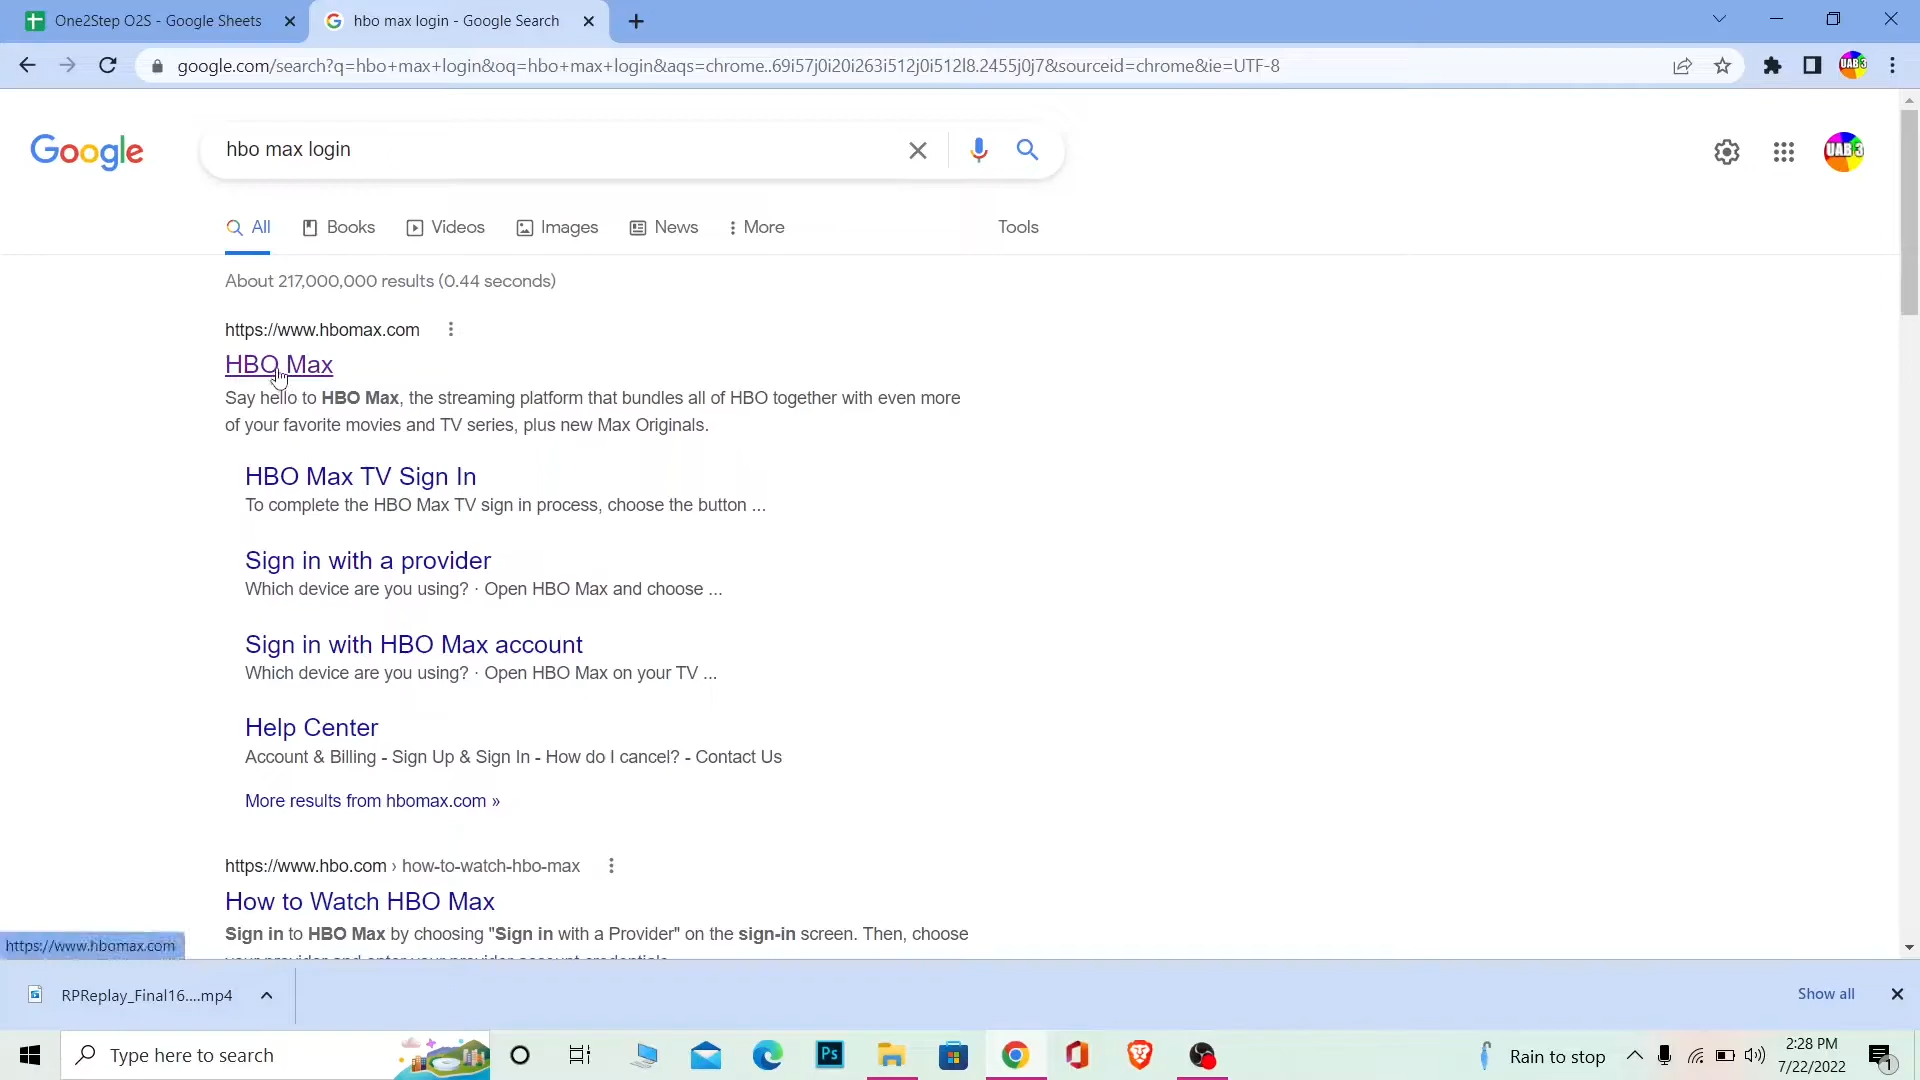 One2Step O2S - Google Sheets
hbo max login - Google Search
google.com/search?q=hbo+max+login&oq=hbo+max+login&aqs=chrome..69i57j0i20i263i512j0i512l8.2455j0j7&sourceid=chrome&ie=UTF-8
UAB 3
Google
hbo max login
UAB 3
All
Books
Videos
Images
News
More
Tools
About 217,000,000 results (0.44 seconds)
https://www.hbomax.com
HBO Max
Say hello to HBO Max, the streaming platform that bundles all of HBO together with even more
of your favorite movies and TV series, plus new Max Originals.
HBO Max TV Sign In
To complete the HBO Max TV sign in process, choose the button ...
Sign in with a provider
Which device are you using? · Open HBO Max and choose ...
Sign in with HBO Max account
Which device are you using? · Open HBO Max on your TV ...
Help Center
Account & Billing - Sign Up & Sign In - How do I cancel? - Contact Us
More results from hbomax.com »
https://www.hbo.com › how-to-watch-hbo-max
How to Watch HBO Max
Sign in to HBO Max by choosing "Sign in with a Provider" on the sign-in screen. Then, choose
https://www.hbomax.com
RPReplay_Final16....mp4
Show all
Type here to search
Ps
Rain to stop
2:28 PM
7/22/2022
1